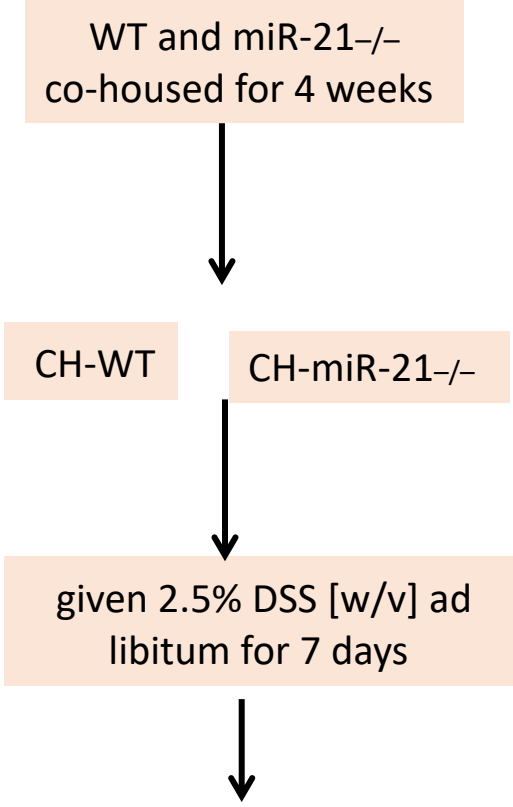 WT and miR-21–/–
co-housed for 4 weeks
CH-WT
CH-miR-21–/–
given 2.5% DSS [w/v] ad
libitum for 7 days